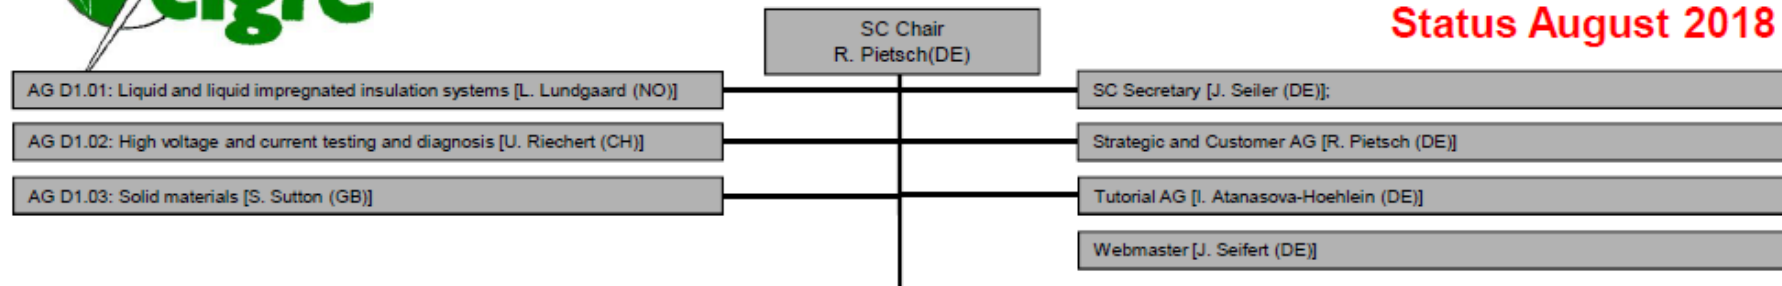 cigre
Status August 2018
SC Chair
R. Pietsch(DE)
AG D1.01: Liquid and liquid impregnated insulation systems [L. Lundgaard (NO)]
SC Secretary [J. Seiler (DE)];
AG D1.02: High voltage and current testing and diagnosis [U. Riechert (CH)]
Strategic and Customer AG [R. Pietsch (DE)]
AG D1.03: Solid materials [S. Sutton (GB)]
Tutorial AG [I. Atanasova-Hoehlein (DE)]
Webmaster [J. Seifert (DE)]